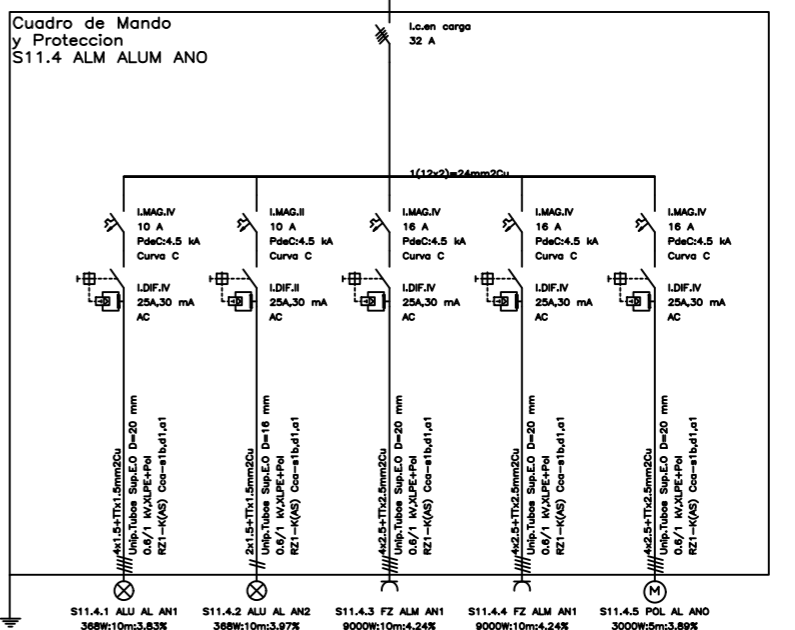 Cuadro de Mando
y Proteccion
S11.4 ALM ALUM ANO
I.c.en carga
32 A
1(12x2)=24mm2Cu
I.MAG.IV
10 A
PdeC:4.5 kA
Curva C
I.DIF.IV
25A,30 mA
AC
4x1.5+TTx1.5mm2Cu
Unip.Tubos Sup.E.O D=20 mm
0.6/1 kV,XLPE+Pol
RZ1-K(AS) Cca-s1b,d1,a1
S11.4.1 ALU AL AN1
368W:10m:3.83%
I.MAG.II
10 A
PdeC:4.5 kA
Curva C
I.DIF.II
25A,30 mA
AC
2x1.5+TTx1.5mm2Cu
Unip.Tubos Sup.E.O D=16 mm
0.6/1 kV,XLPE+Pol
RZ1-K(AS) Cca-s1b,d1,a1
S11.4.2 ALU AL AN2
368W:10m:3.97%
I.MAG.IV
16 A
PdeC:4.5 kA
Curva C
I.DIF.IV
25A,30 mA
AC
4x2.5+TTx2.5mm2Cu
Unip.Tubos Sup.E.O D=20 mm
0.6/1 kV,XLPE+Pol
RZ1-K(AS) Cca-s1b,d1,a1
S11.4.3 FZ ALM AN1
9000W:10m:4.24%
I.MAG.IV
16 A
PdeC:4.5 kA
Curva C
I.DIF.IV
25A,30 mA
AC
4x2.5+TTx2.5mm2Cu
Unip.Tubos Sup.E.O D=20 mm
0.6/1 kV,XLPE+Pol
RZ1-K(AS) Cca-s1b,d1,a1
S11.4.4 FZ ALM AN1
9000W:10m:4.24%
I.MAG.IV
16 A
PdeC:4.5 kA
Curva C
I.DIF.IV
25A,30 mA
AC
4x2.5+TTx2.5mm2Cu
Unip.Tubos Sup.E.O D=20 mm
0.6/1 kV,XLPE+Pol
RZ1-K(AS) Cca-s1b,d1,a1
M
S11.4.5 POL AL ANO
3000W:5m:3.89%